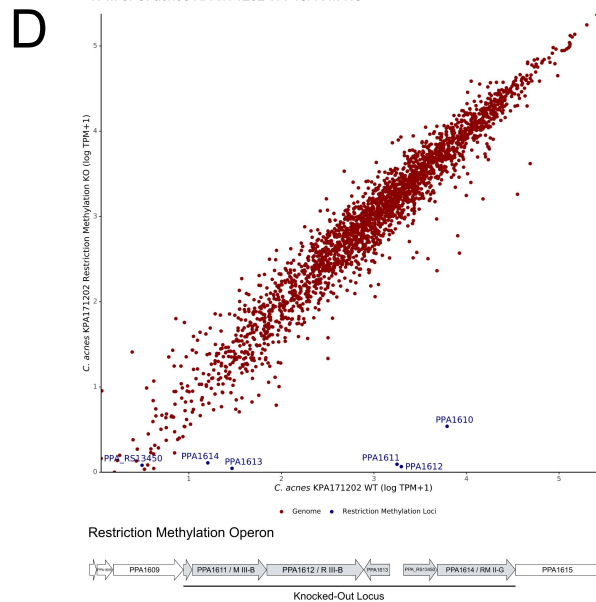 D
5
4
3
2
1
0
C. acnes KPA171202 Restriction Methylation KO (log TPM+1)
PPA1610
PPA_RS13450
PPA1614
PPA1613
PPA1611
PPA1612
1 2 3 4 5
C. acnes KPA171202 WT (log TPM+1)
Genome Restriction Methylation Loci
Restriction Methylation Operon
PPA1609 PPA1611 / M III-B PPA1612 / R III-B PPA1613 PPA_RS13450 PPA1614 / RM II-G PPA1615
Knocked-Out Locus